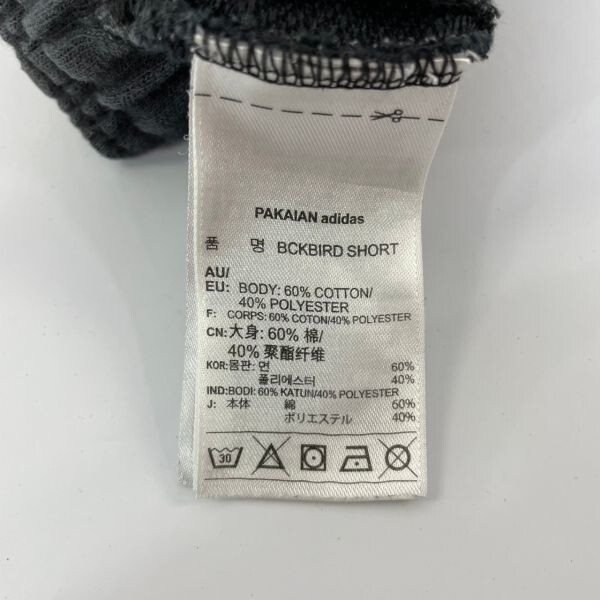 PAKAIAN adidas
품 명 BCKBIRD SHORT
AU/
EU: BODY: 60% COTTON/
40% POLYESTER
F: CORPS: 60% COTON/40% POLYESTER
CN: 大身: 60% 棉/
40% 聚酯纤维
KOR: 몸판: 면 60%
폴리에스터 40%
IND: BODI: 60% KATUN/40% POLYESTER
J: 本体 綿 60%
ポリエステル 40%
30